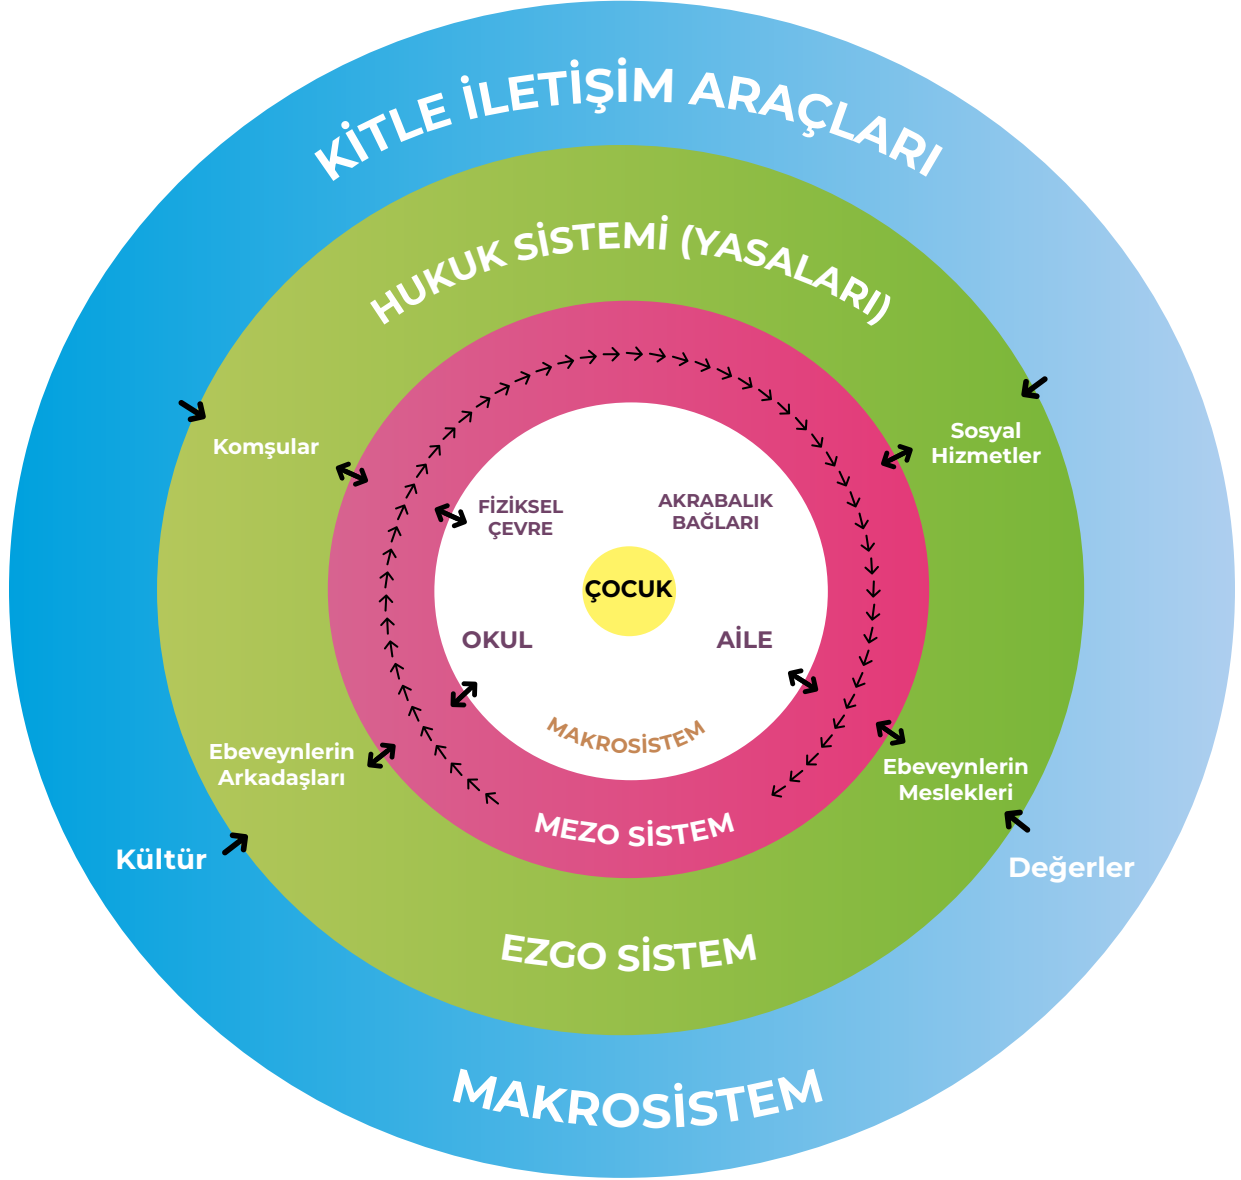 KİTLE İLETİŞİM ARAÇLARI
HUKUK SİSTEMİ (YASALARI)
Komşular
Sosyal
Hizmetler
FİZİKSEL
ÇEVRE
AKRABALIK
BAĞLARI
ÇOCUK
OKUL
AİLE
MAKROSİSTEM
Ebeveynlerin
Arkadaşları
Ebeveynlerin
Meslekleri
MEZO SİSTEM
Kültür
Değerler
EZGO SİSTEM
MAKROSİSTEM